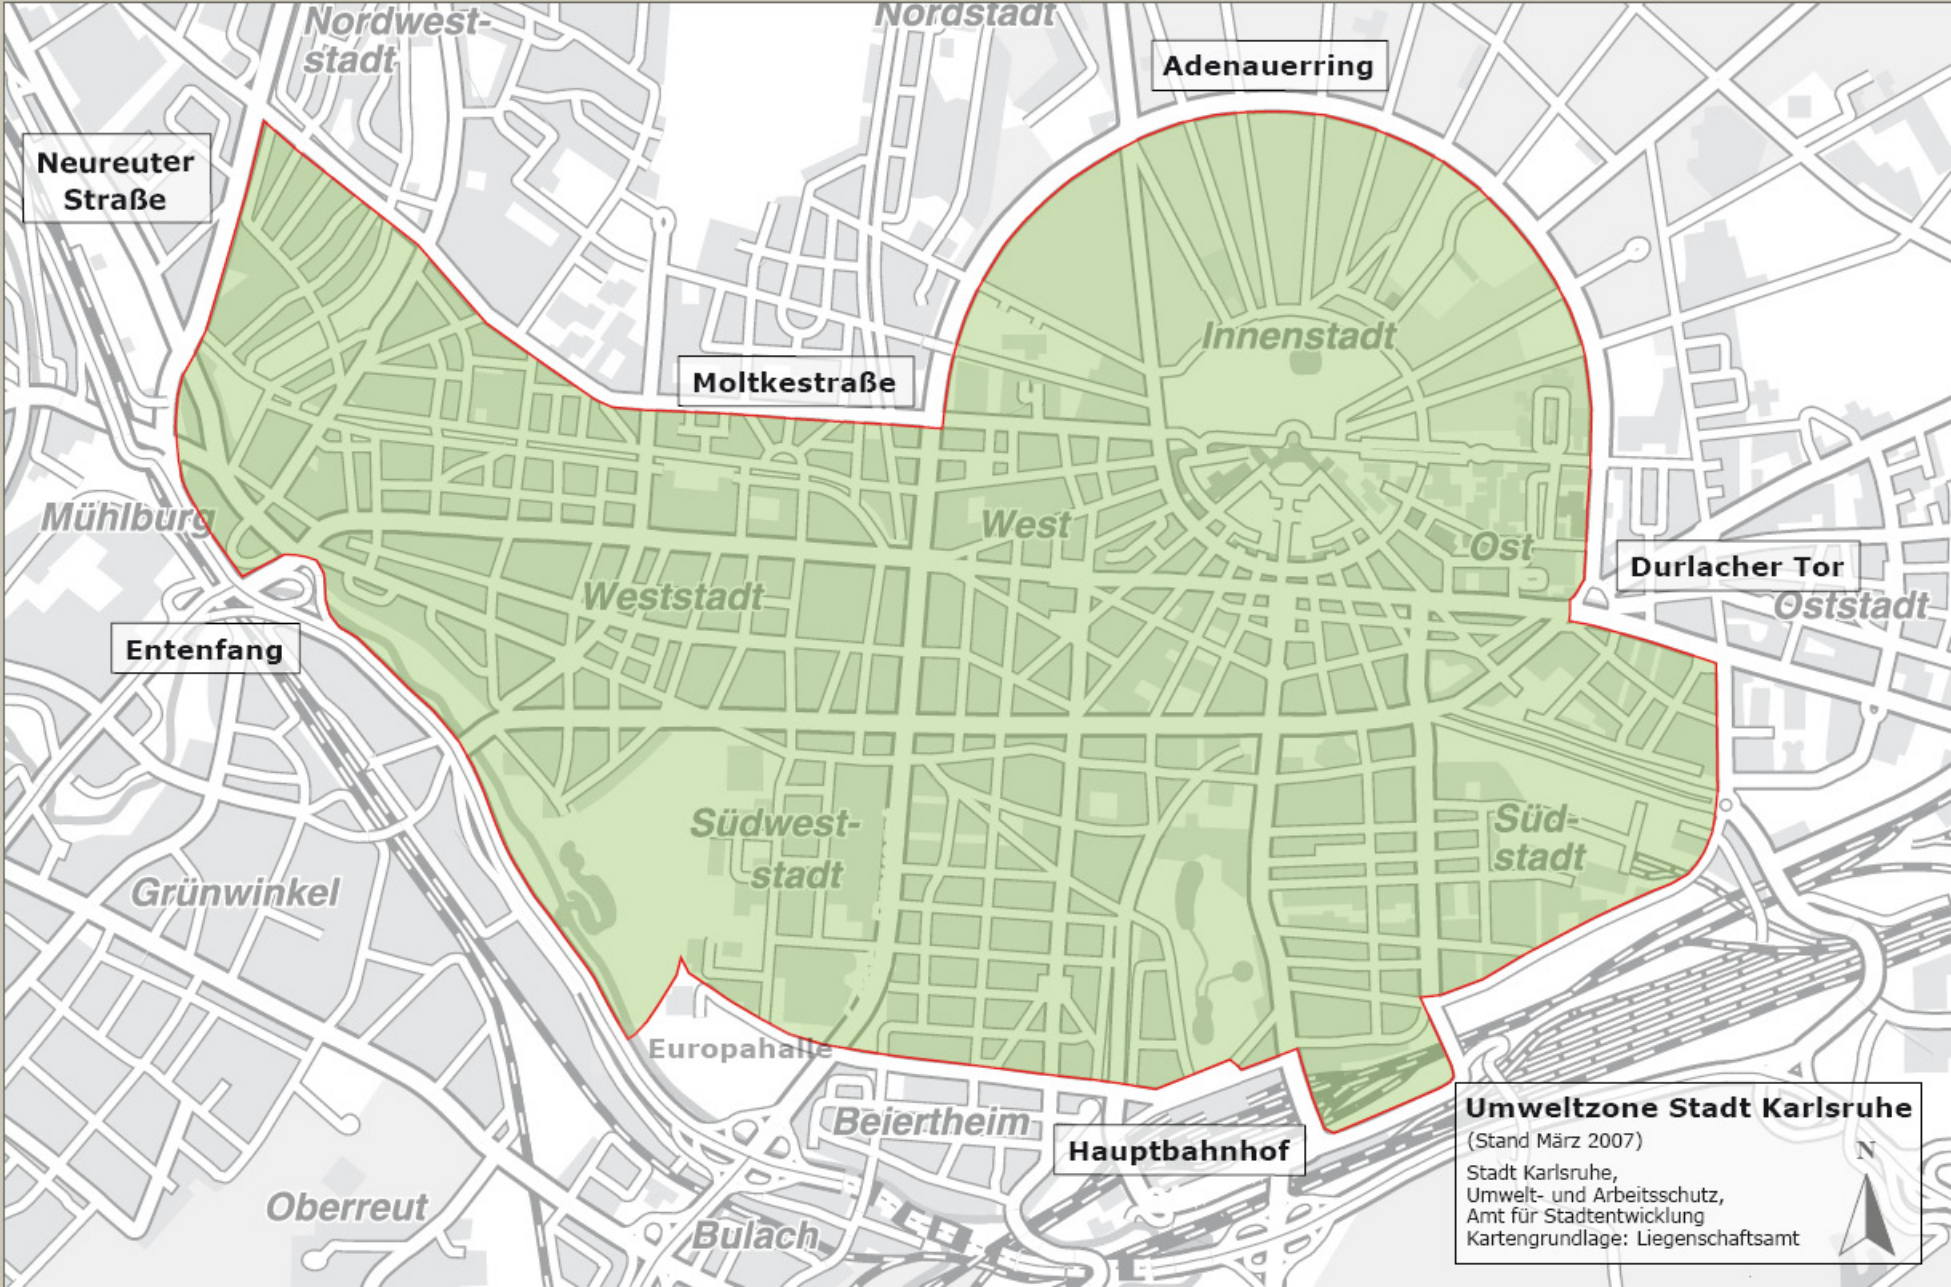 Nordwest-
stadt
Nordstadt
Adenauerring
Neureuter
Straße
Innenstadt
Moltkestraße
Mühlburg
West
Ost
Durlacher Tor
Weststadt
Oststadt
Entenfang
Südwest-
stadt
Süd-
stadt
Grünwinkel
Europahalle
Beiertheim
Hauptbahnhof
Oberreut
Bulach
Umweltzone Stadt Karlsruhe
(Stand März 2007)
N
Stadt Karlsruhe,
Umwelt- und Arbeitsschutz,
Amt für Stadtentwicklung
Kartengrundlage: Liegenschaftsamt